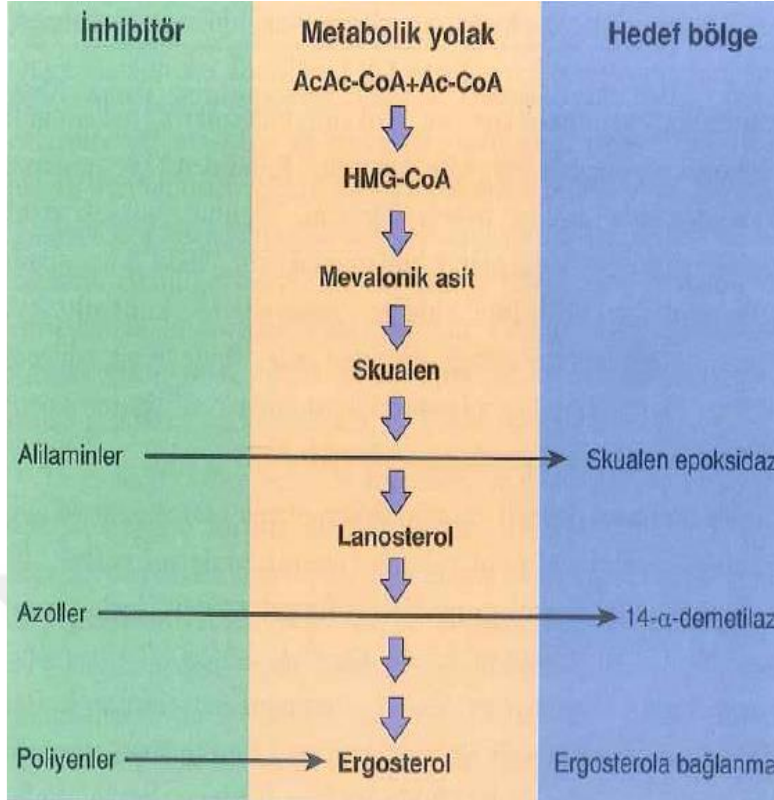 İnhibitör Metabolik yolak Hedef bölge
AcAc-CoA+Ac-CoA
HMG-CoA
Mevalonik asit
Skualen
Alilaminler Skualen epoksidaz
Lanosterol
Azoller 14-α-demetilaz
Poliyenler Ergosterol Ergosterola bağlanma